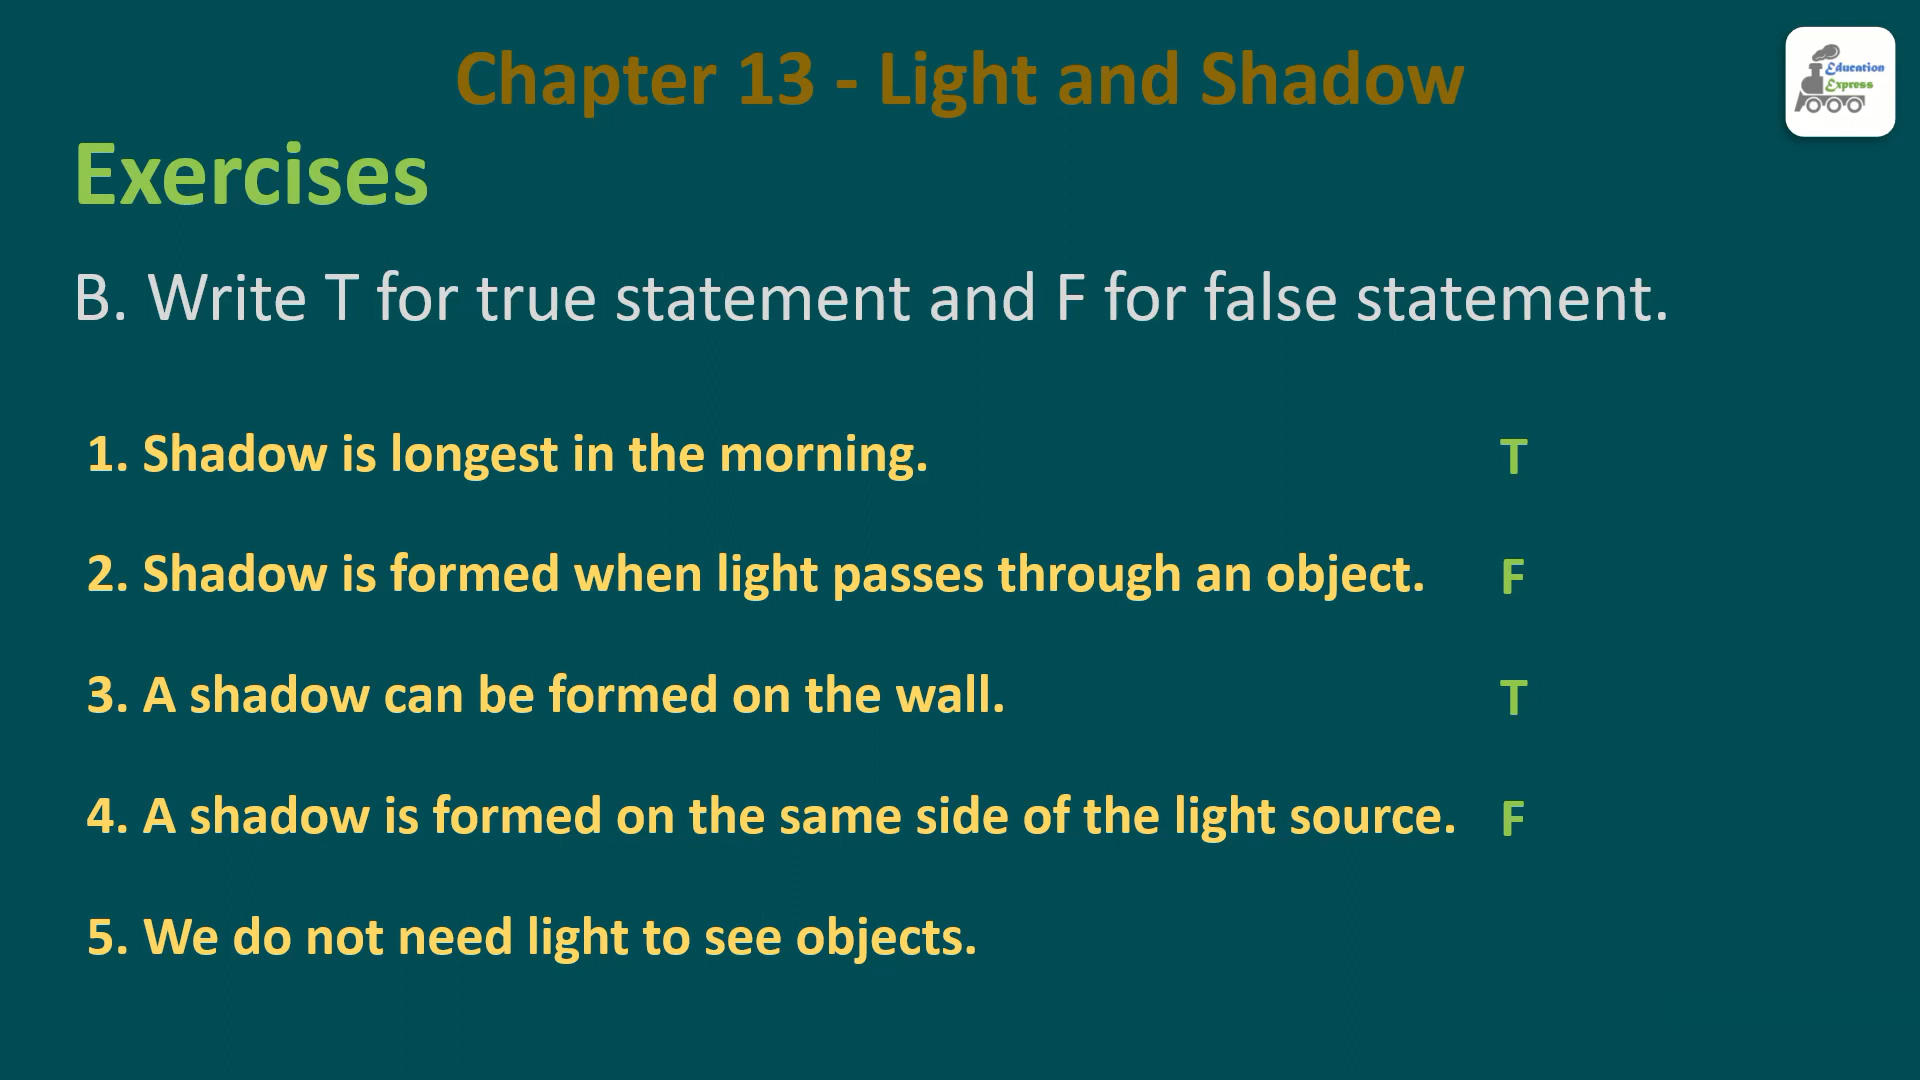 Chapter 13 - Light and Shadow
Education
Express
Exercises
B. Write T for true statement and F for false statement.
1. Shadow is longest in the morning. T
2. Shadow is formed when light passes through an object. F
3. A shadow can be formed on the wall. T
4. A shadow is formed on the same side of the light source. F
5. We do not need light to see objects.